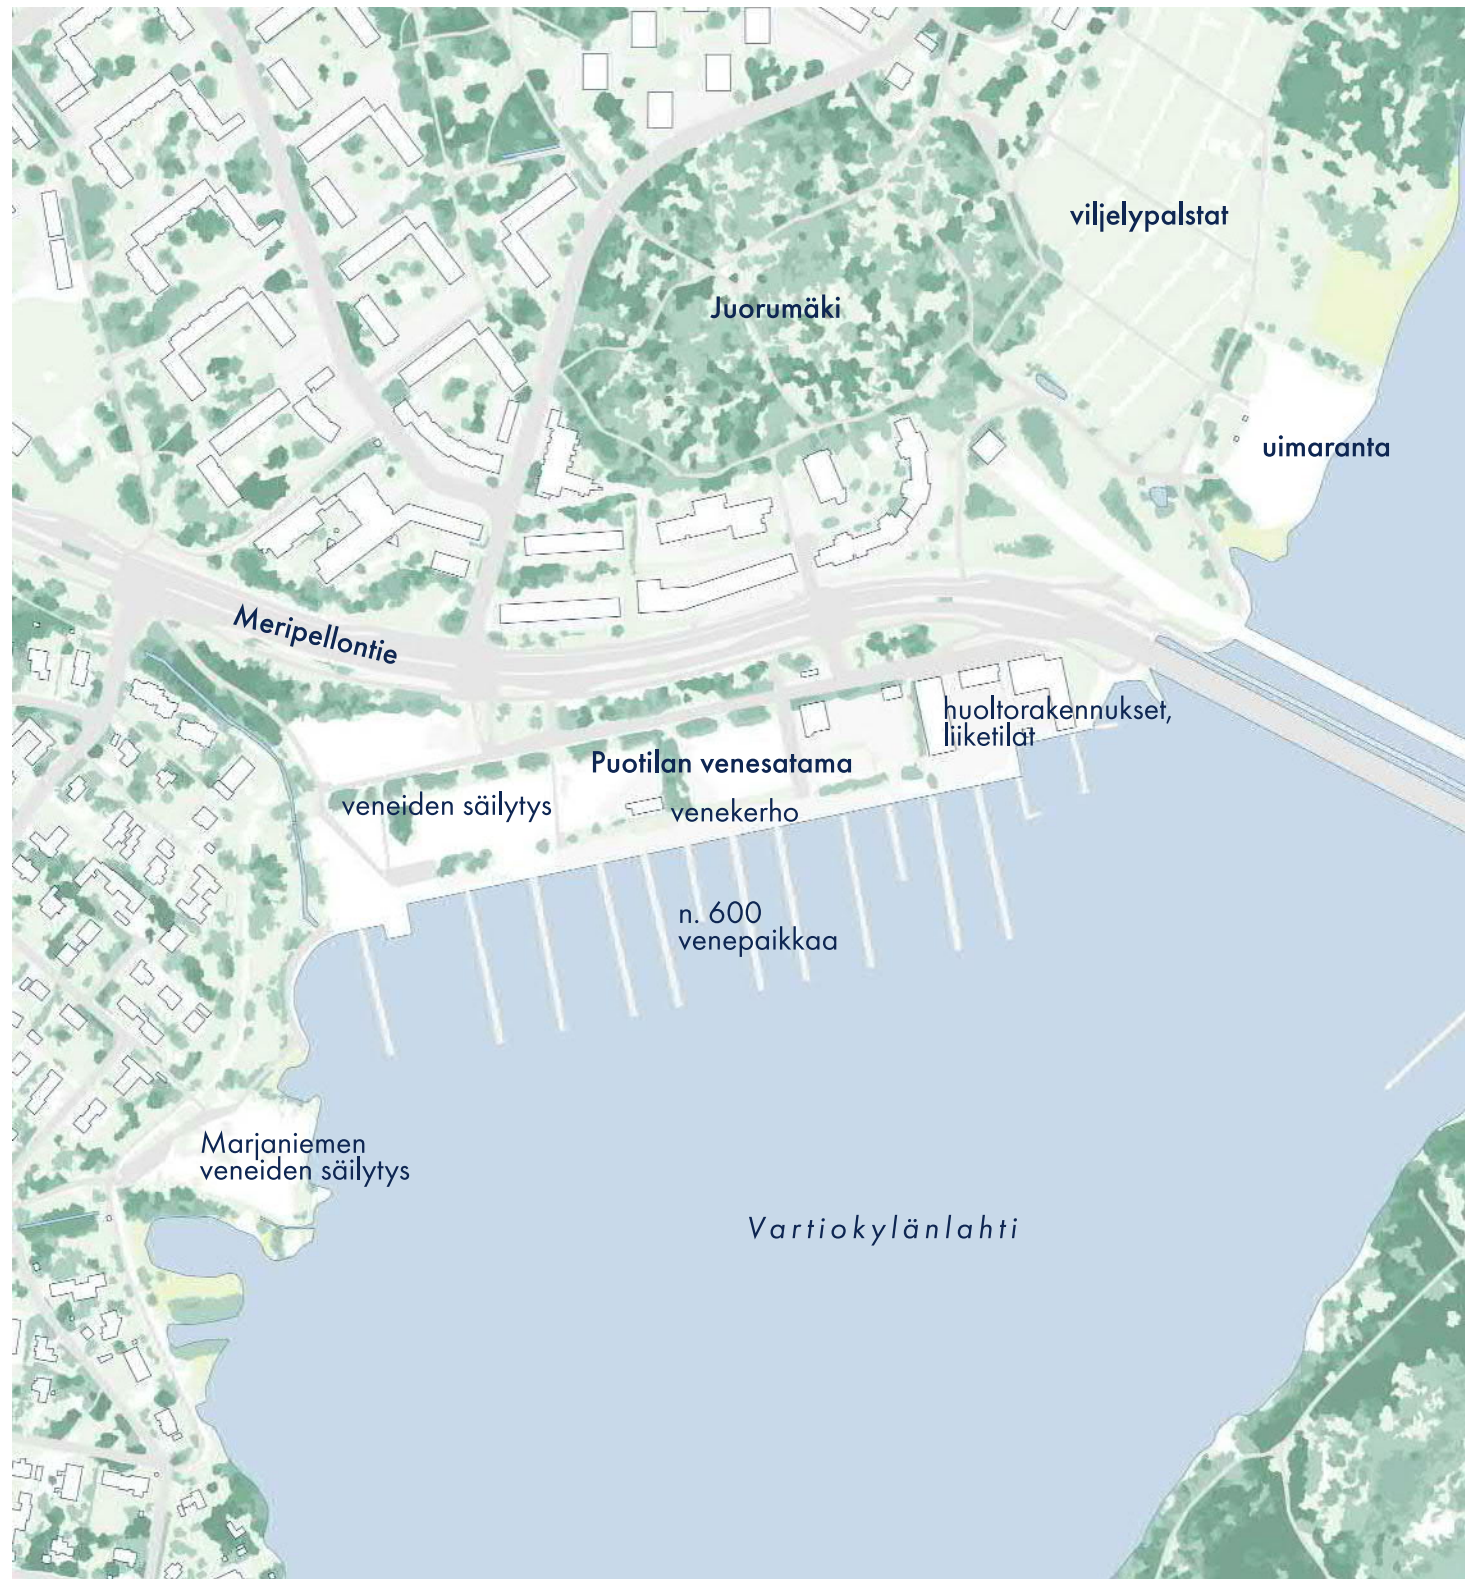 viljelypalstat
Juorumäki
uimaranta
Meripellontie
huoltorakennukset,
liiketilat
Puotilan venesatama
veneiden säilytys
venekerho
n. 600
venepaikkaa
Marjaniemen
veneiden säilytys
Vartiokylänlahti